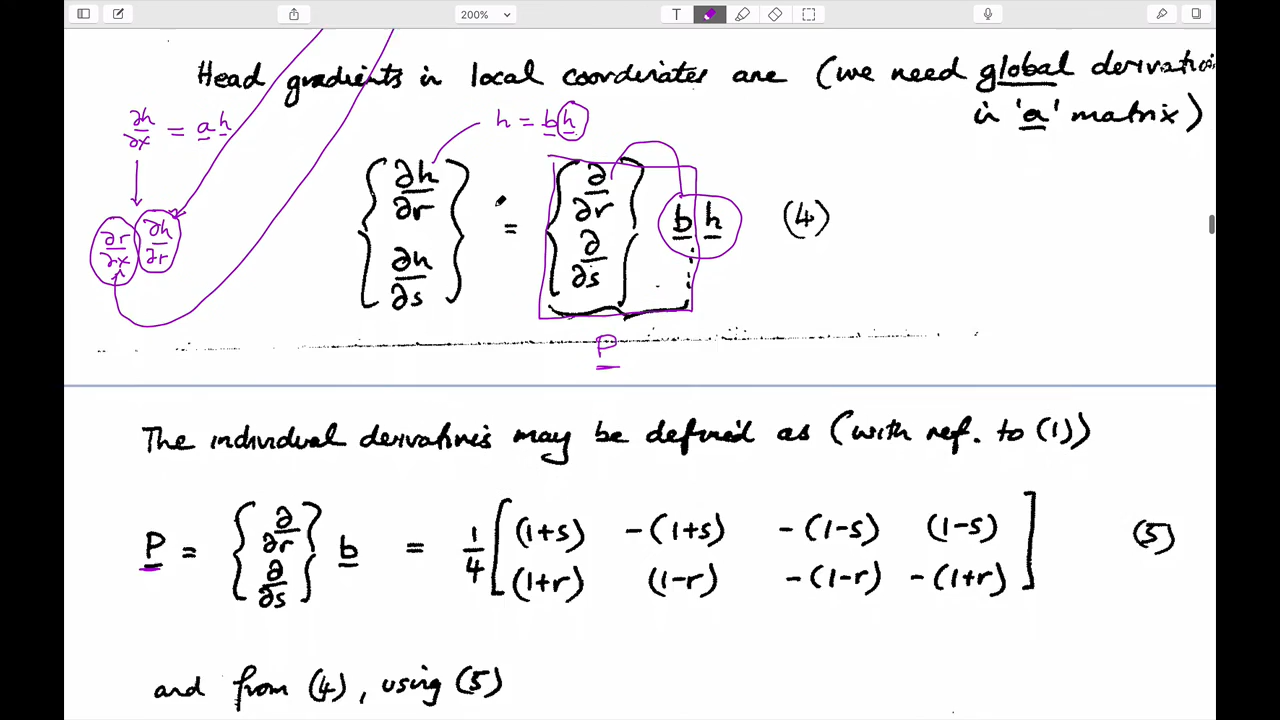 200%
T
Head gradients in local coordinates are (we need global derivatives
in 'a' matrix)
∂h/∂x = a h
h = b h
∂r/∂x ∂h/∂r
{∂h/∂r ∂h/∂s} = {∂/∂r ∂/∂s} b h (4)
P
The individual derivatives may be defined as (with ref. to (1))
P = {∂/∂r ∂/∂s} b = 1/4 [(1+s) -(1+s) -(1-s) (1-s)
(1+r) (1-r) -(1-r) -(1+r)] (5)
and from (4), using (5)